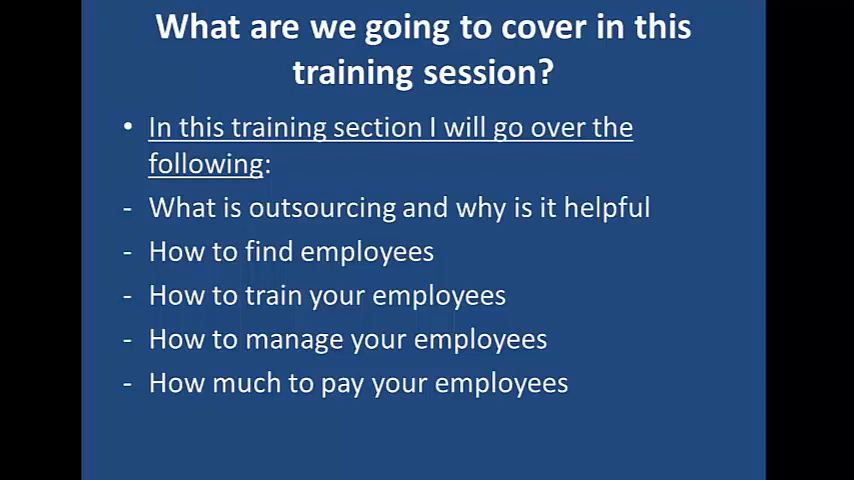 What are we going to cover in this
training session?
• In this training section I will go over the
following:
- What is outsourcing and why is it helpful
- How to find employees
- How to train your employees
- How to manage your employees
- How much to pay your employees